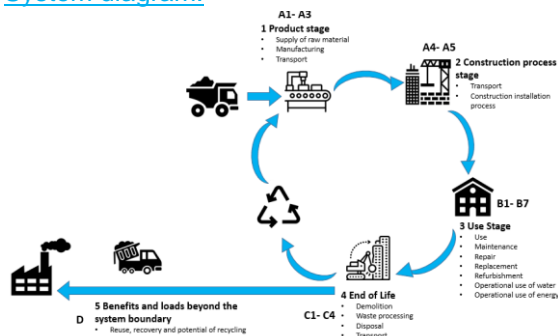 System diagram:
A1- A3
1 Product stage
• Supply of raw material
• Manufacturing
• Transport
A4- A5
2 Construction process
stage
• Transport
• Construction installation
process
B1- B7
3 Use Stage
• Use
• Maintenance
• Repair
• Replacement
• Refurbishment
• Operational use of water
• Operational use of energy
4 End of Life
C1- C4
• Demolition
• Waste processing
• Disposal
• Transport
5 Benefits and loads beyond the
system boundary
D
• Reuse, recovery and potential of recycling